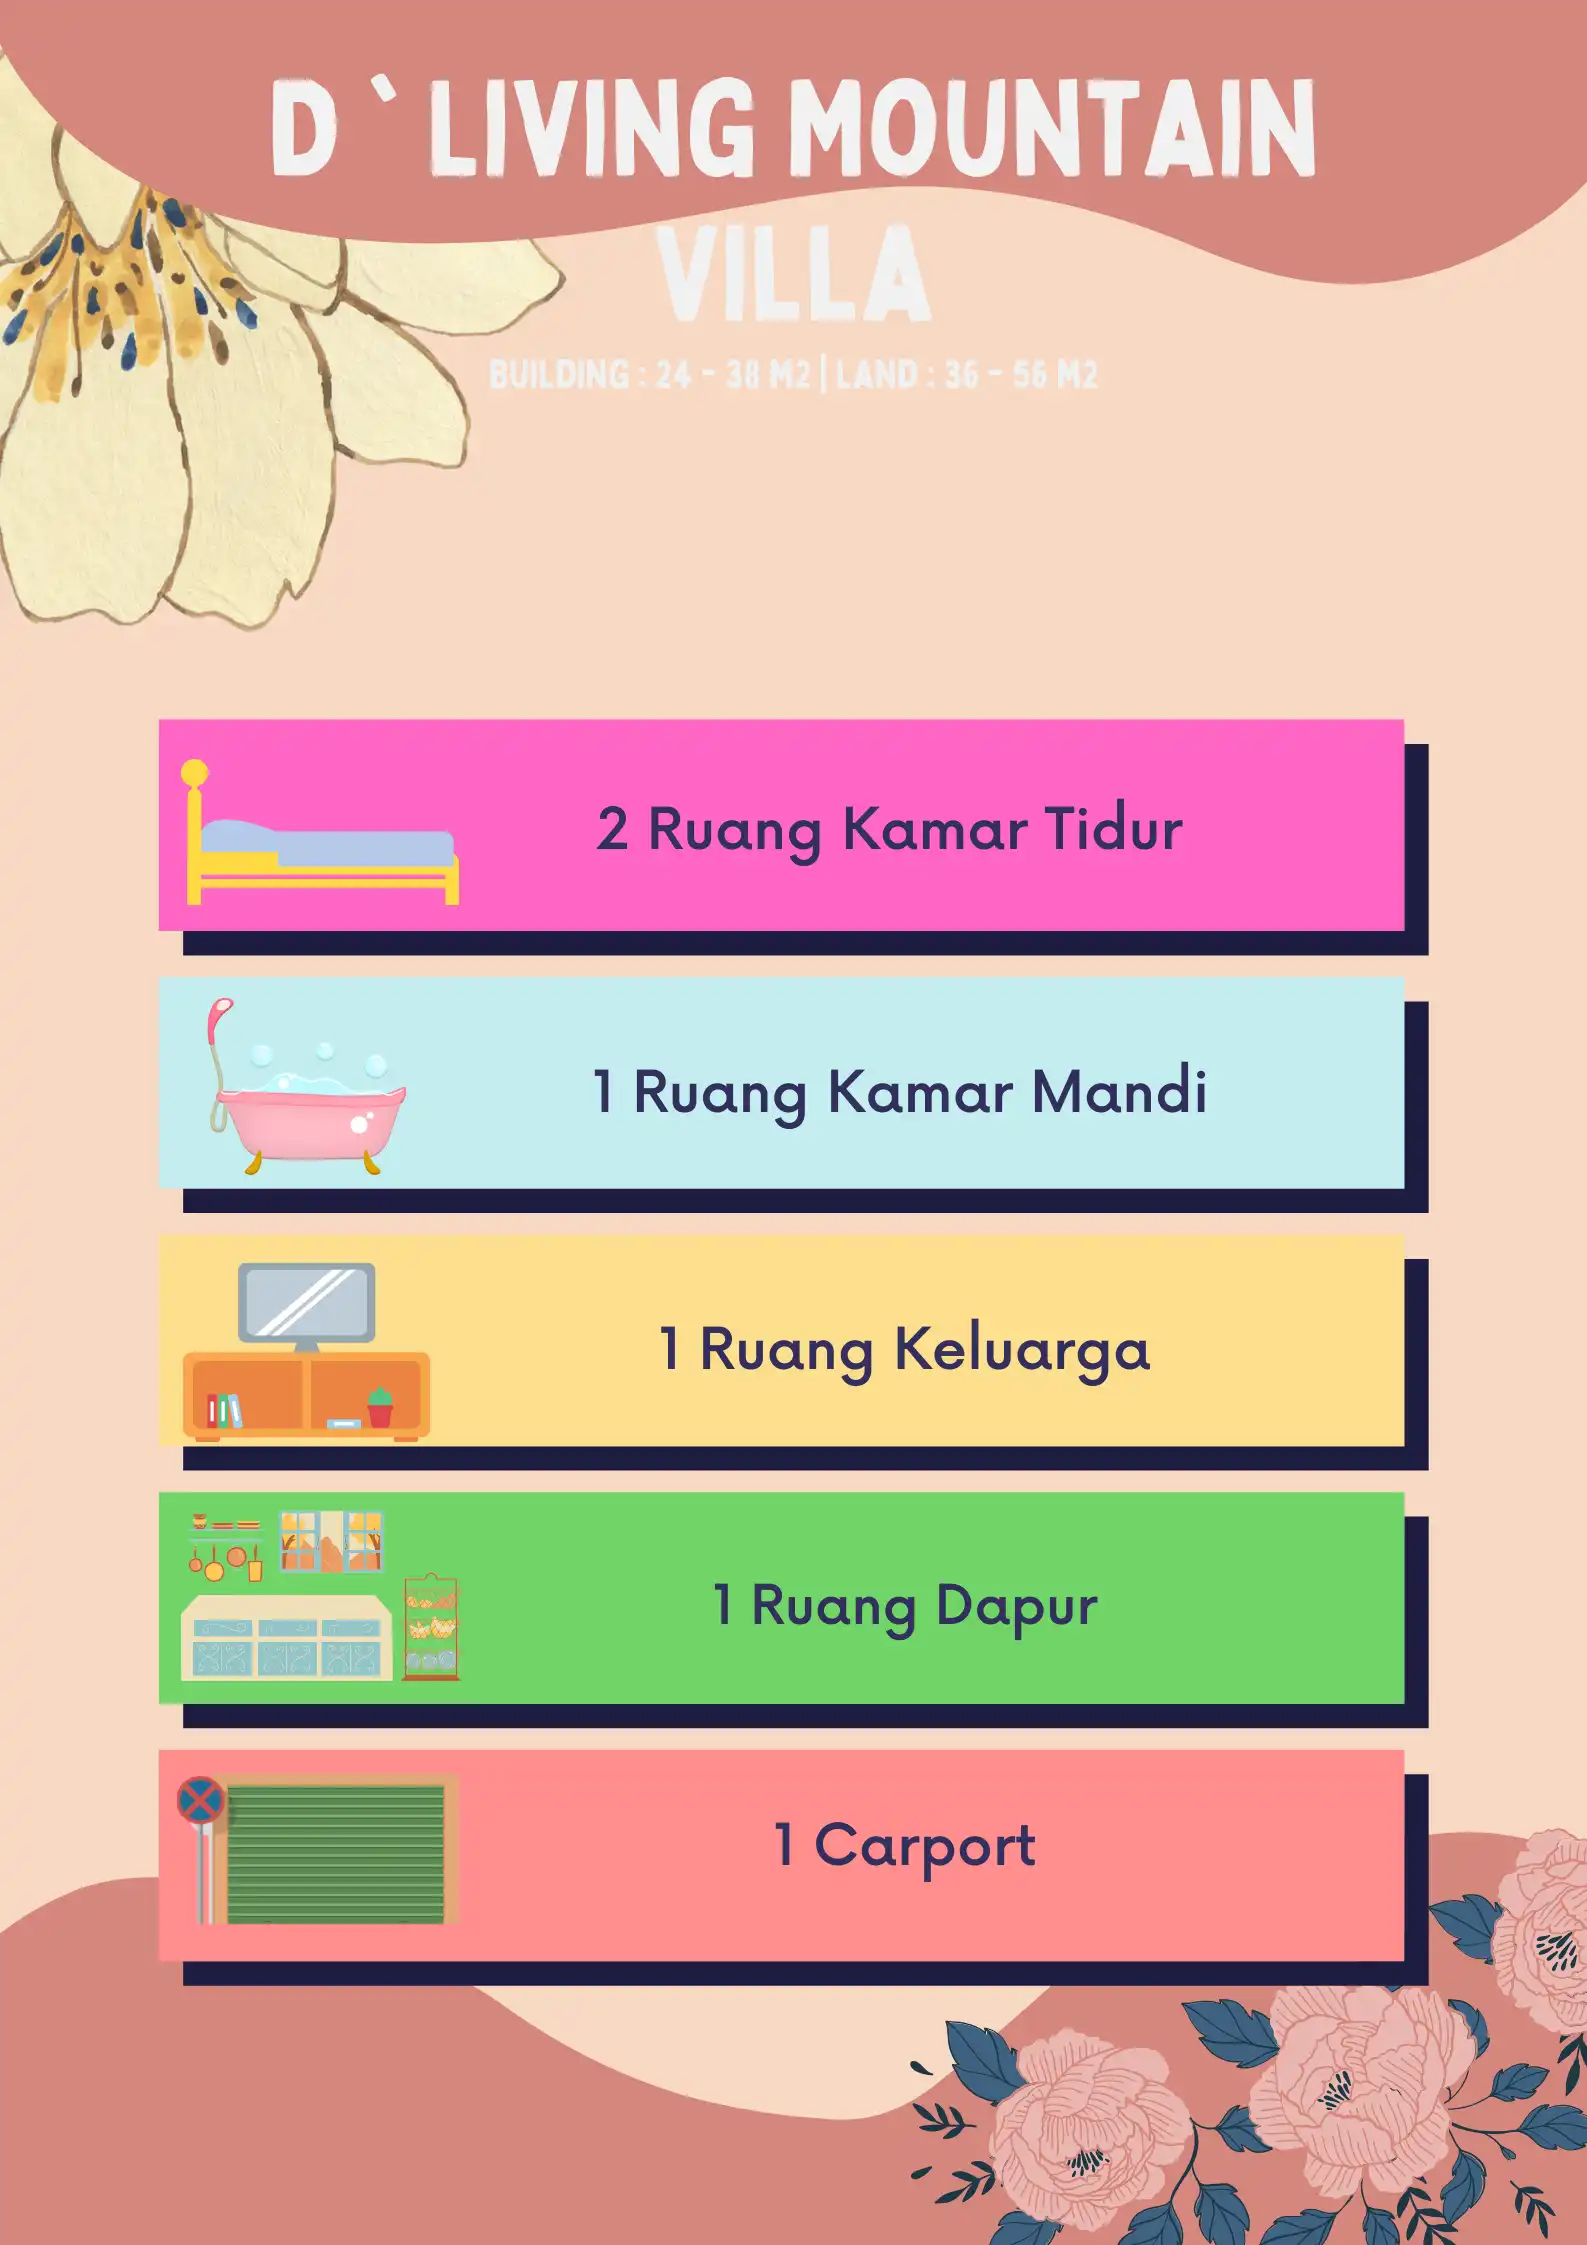 D`LIVING MOUNTAIN
VILLA
BUILDING : 24 - 38 M2 | LAND : 36 - 56 M2
2 Ruang Kamar Tidur
1 Ruang Kamar Mandi
1 Ruang Keluarga
1 Ruang Dapur
1 Carport